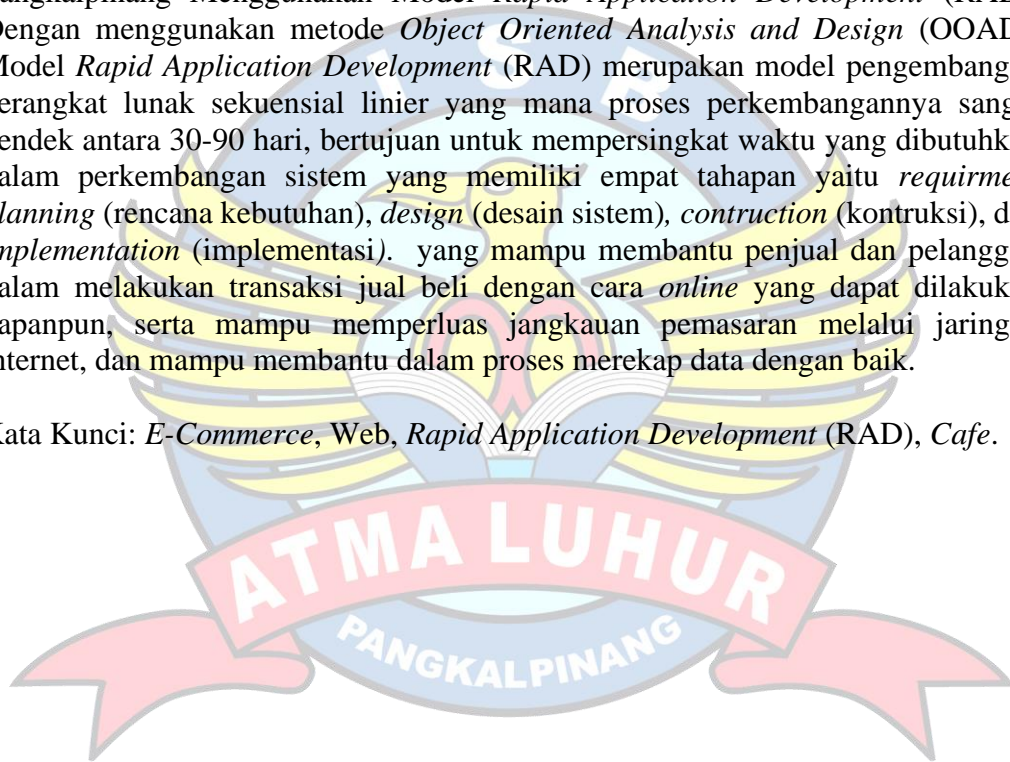 Pangkalpinang Menggunakan Model Rapid Application Development (RAD
Dengan menggunakan metode Object Oriented Analysis and Design (OOAD
Model Rapid Application Development (RAD) merupakan model pengembang
perangkat lunak sekuensial linier yang mana proses perkembangannya sang
pendek antara 30-90 hari, bertujuan untuk mempersingkat waktu yang dibutuhk
dalam perkembangan sistem yang memiliki empat tahapan yaitu requirme
planning (rencana kebutuhan), design (desain sistem), contruction (kontruksi), d
implementation (implementasi). yang mampu membantu penjual dan pelangg
dalam melakukan transaksi jual beli dengan cara online yang dapat dilakuk
kapanpun, serta mampu memperluas jangkauan pemasaran melalui jaring
internet, dan mampu membantu dalam proses merekap data dengan baik.
Kata Kunci: E-Commerce, Web, Rapid Application Development (RAD), Cafe.
I S B
ATMA LUHUR
PANGKALPINANG